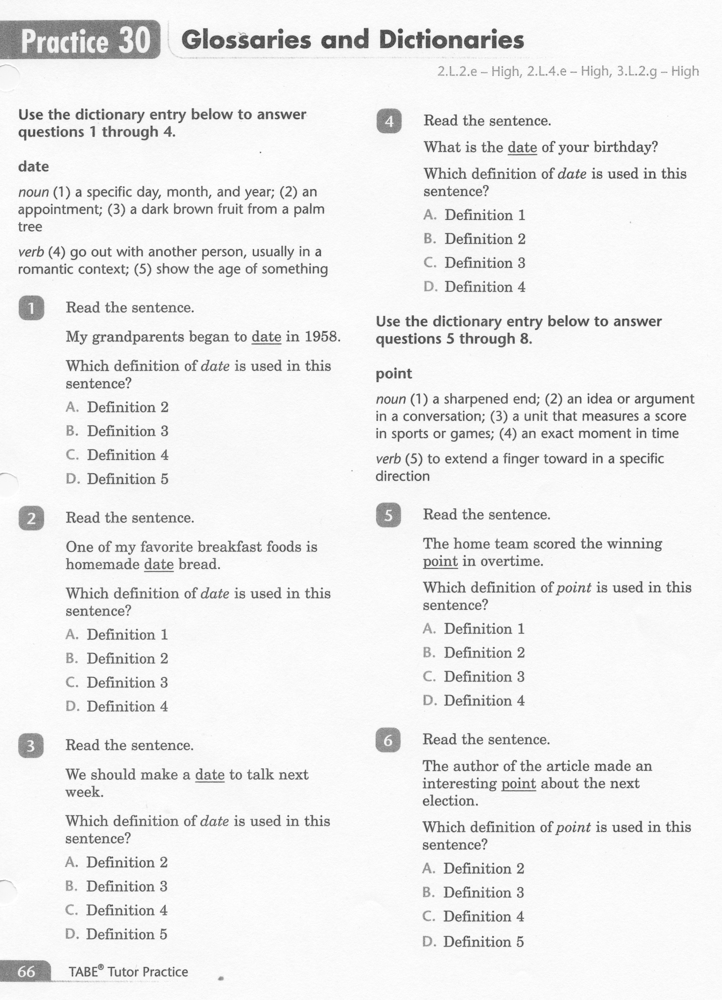 Practice 30
Glossaries and Dictionaries
2.L.2.e – High, 2.L.4.e – High, 3.L.2.g – High
Use the dictionary entry below to answer
questions 1 through 4.
date
noun (1) a specific day, month, and year; (2) an
appointment; (3) a dark brown fruit from a palm
tree
verb (4) go out with another person, usually in a
romantic context; (5) show the age of something
1 Read the sentence.
My grandparents began to date in 1958.
Which definition of date is used in this
sentence?
A. Definition 2
B. Definition 3
C. Definition 4
D. Definition 5
2 Read the sentence.
One of my favorite breakfast foods is
homemade date bread.
Which definition of date is used in this
sentence?
A. Definition 1
B. Definition 2
C. Definition 3
D. Definition 4
3 Read the sentence.
We should make a date to talk next
week.
Which definition of date is used in this
sentence?
A. Definition 2
B. Definition 3
C. Definition 4
D. Definition 5
4 Read the sentence.
What is the date of your birthday?
Which definition of date is used in this
sentence?
A. Definition 1
B. Definition 2
C. Definition 3
D. Definition 4
Use the dictionary entry below to answer
questions 5 through 8.
point
noun (1) a sharpened end; (2) an idea or argument
in a conversation; (3) a unit that measures a score
in sports or games; (4) an exact moment in time
verb (5) to extend a finger toward in a specific
direction
5 Read the sentence.
The home team scored the winning
point in overtime.
Which definition of point is used in this
sentence?
A. Definition 1
B. Definition 2
C. Definition 3
D. Definition 4
6 Read the sentence.
The author of the article made an
interesting point about the next
election.
Which definition of point is used in this
sentence?
A. Definition 2
B. Definition 3
C. Definition 4
D. Definition 5
66 TABE® Tutor Practice